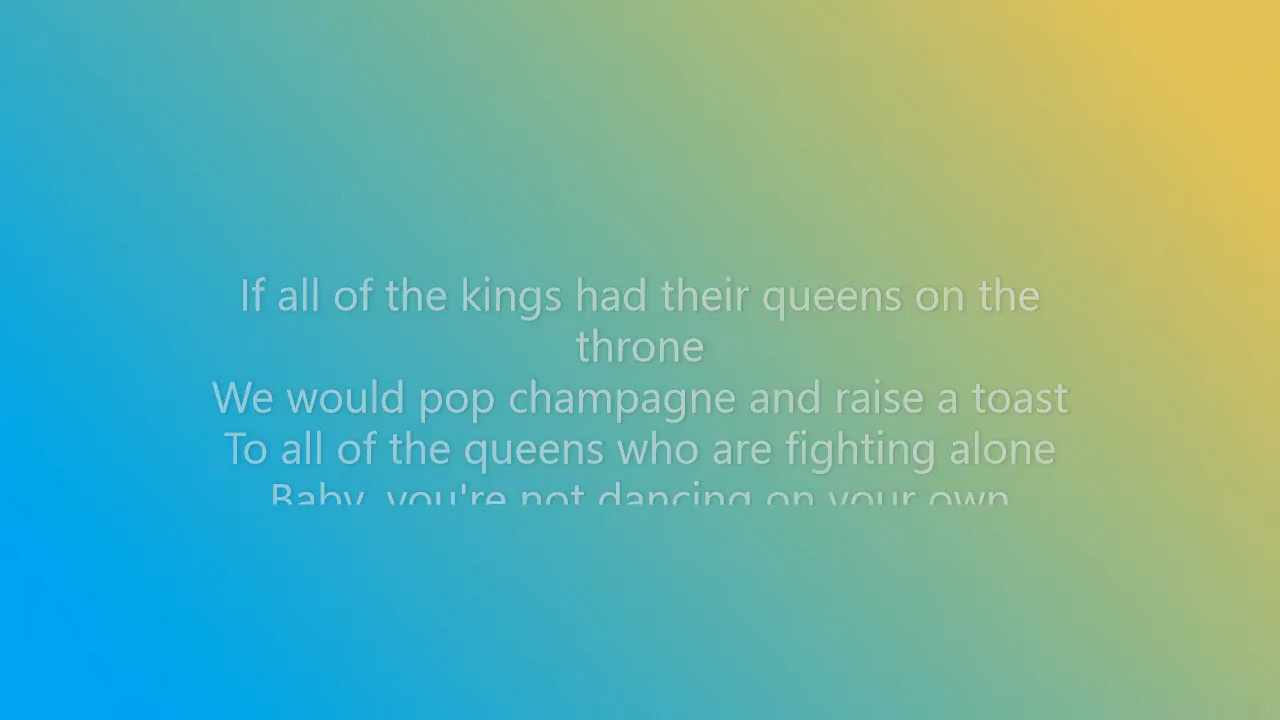 If all of the kings had their queens on the
throne
We would pop champagne and raise a toast
To all of the queens who are fighting alone
Baby, you're not dancing on your own